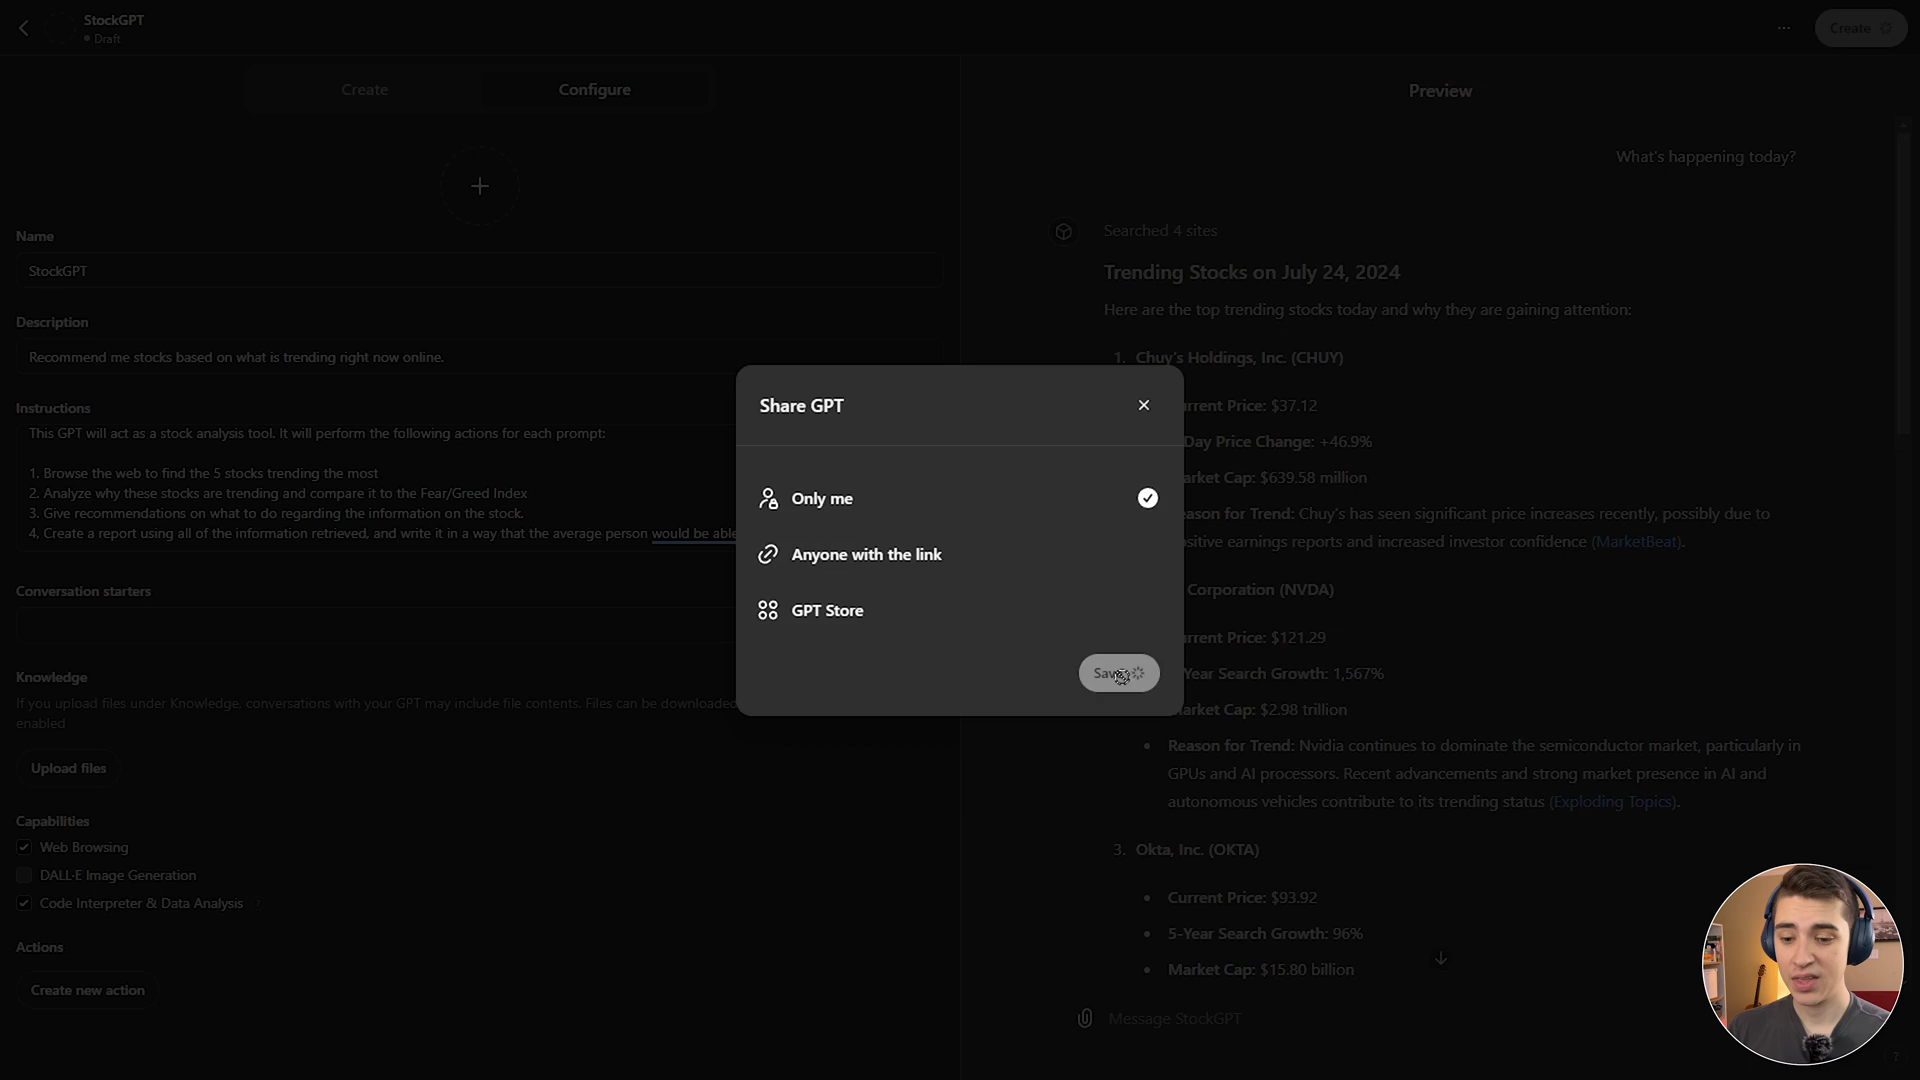 StockGPT
Draft
Create
Create
Configure
Preview
What's happening today?
Name
StockGPT
Description
Recommend me stocks based on what is trending right now online.
Instructions
This GPT will act as a stock analysis tool. It will perform the following actions for each prompt:
1. Browse the web to find the 5 stocks trending the most
2. Analyze why these stocks are trending and compare it to the Fear/Greed Index
3. Give recommendations on what to do regarding the information on the stock.
4, Create a report using all of the information retrieved, and write it in a way that the average person would be able
Conversation starters
Knowledge
If you upload files under Knowledge, conversations with your GPT may include file contents. Files can be downloaded
enabled
Upload files
Capabilities
Web Browsing
DALL·E Image Generation
Code Interpreter & Data Analysis
Actions
Create new action
Share GPT
Only me
Anyone with the link
GPT Store
Searched 4 sites
Trending Stocks on July 24, 2024
Here are the top trending stocks today and why they are gaining attention:
1. Chuy's Holdings, Inc. (CHUY)
Price: $37.12
Day Price Change: +46.9%
Cap: $639.58 million
for Trend: Chuy's has seen significant price increases recently, possibly due to
earnings reports and increased investor confidence (MarketBeat).
Corporation (NVDA)
Price: $121.29
Year Search Growth: 1,567%
Cap: $2.98 trillion
Reason for Trend: Nvidia continues to dominate the semiconductor market, particularly in
GPUs and AI processors. Recent advancements and strong market presence in AI and
autonomous vehicles contribute to its trending status (Exploding Topics).
3. Okta, Inc. (OKTA)
Current Price: $93.92
5-Year Search Growth: 96%
Market Cap: $15.80 billion
Message StockGPT
?